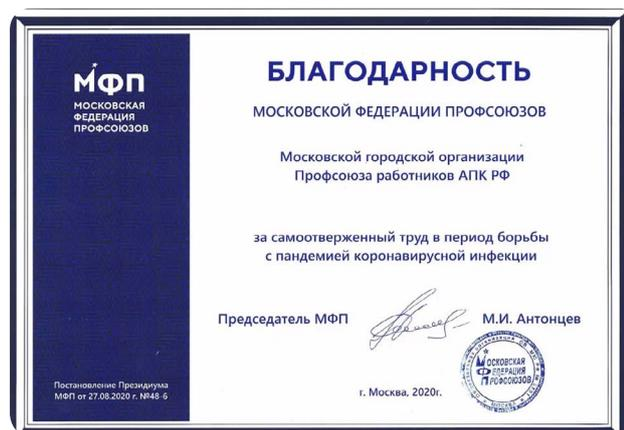 МФП
МОСКОВСКАЯ
ФЕДЕРАЦИЯ
ПРОФСОЮЗОВ
Постановление Президиума
МФП от 27.08.2020 г. №48-6
БЛАГОДАРНОСТЬ
МОСКОВСКОЙ ФЕДЕРАЦИИ ПРОФСОЮЗОВ
Московской городской организации
Профсоюза работников АПК РФ
за самоотверженный труд в период борьбы
с пандемией коронавирусной инфекции
Председатель МФП
М.И. Антонцев
МОСКОВСКАЯ
ФЕДЕРАЦИЯ
ПРОФСОЮЗОВ
МОСКВА
г. Москва, 2020г.